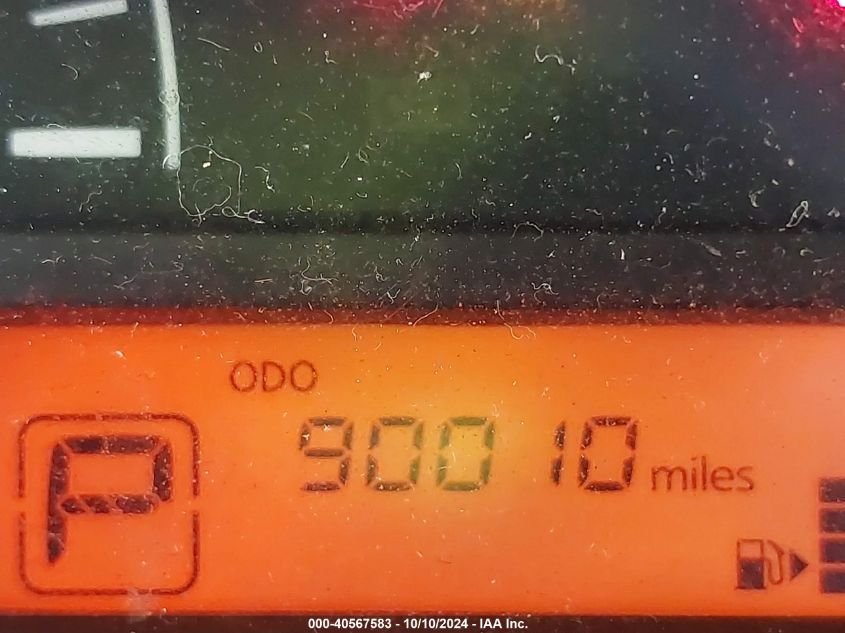 ODO
90010 miles
P
000-40567583 - 10/10/2024 - IAA Inc.